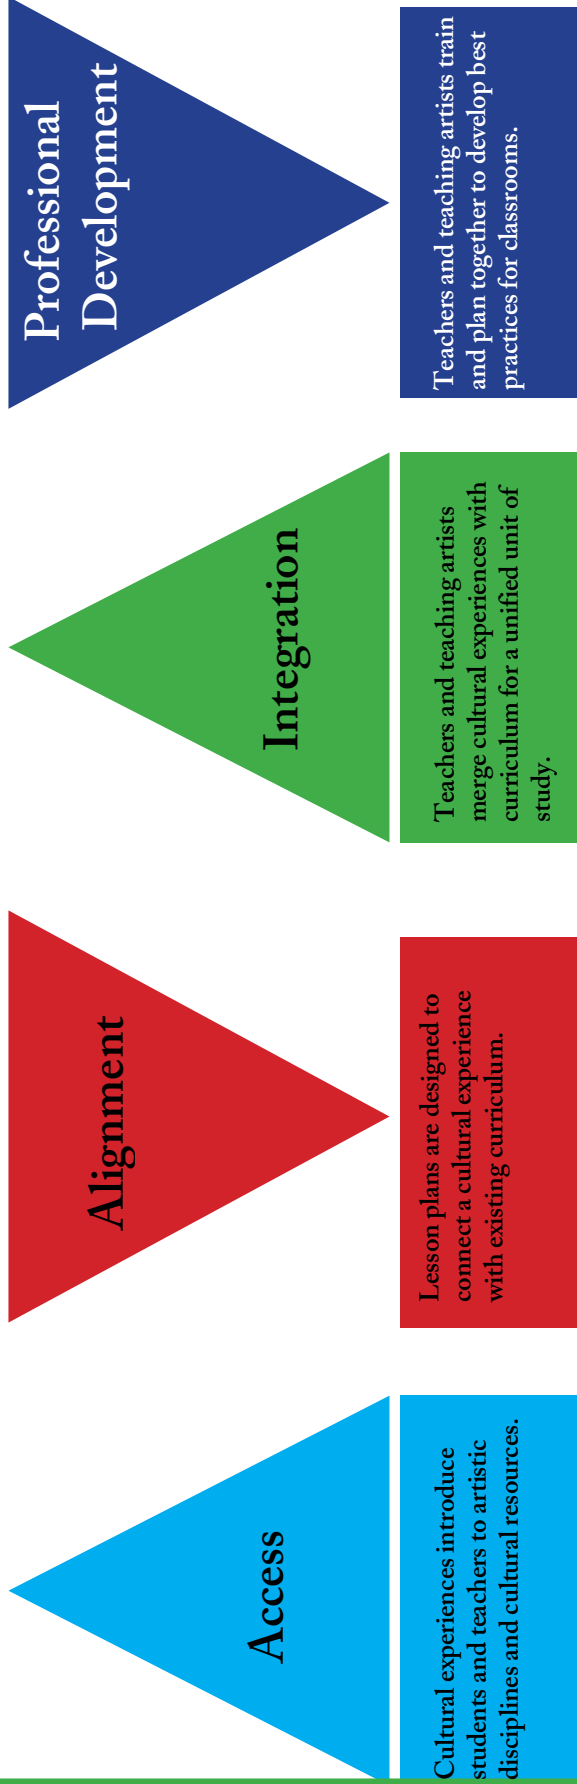 Access
Cultural experiences introduce
students and teachers to artistic
disciplines and cultural resources.
Alignment
Lesson plans are designed to
connect a cultural experience
with existing curriculum.
Integration
Teachers and teaching artists
merge cultural experiences with
curriculum for a unified unit of
study.
Professional
Development
Teachers and teaching artists train
and plan together to develop best
practices for classrooms.